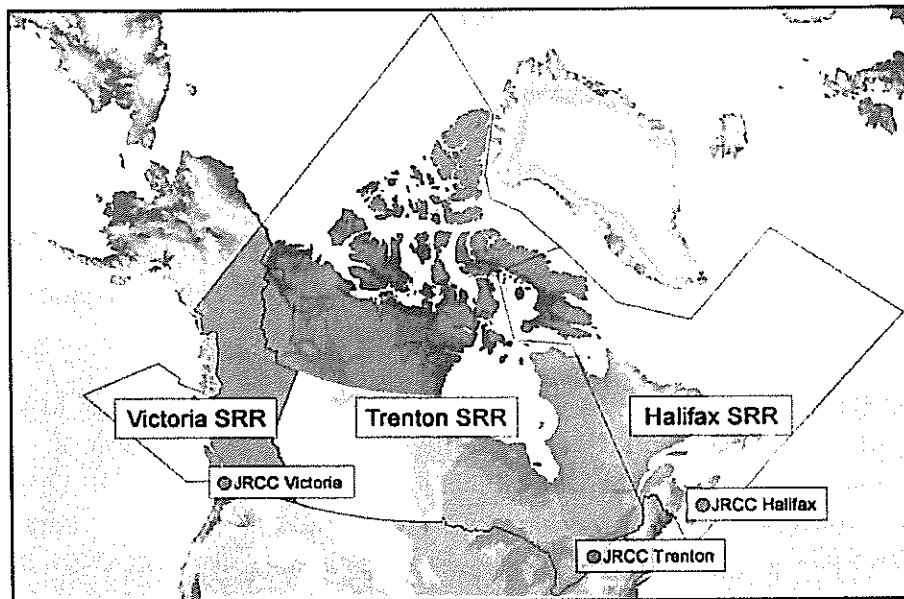 Victoria SRR
Trenton SRR
Halifax SRR
JRCC Victoria
JRCC Halifax
JRCC Trenton